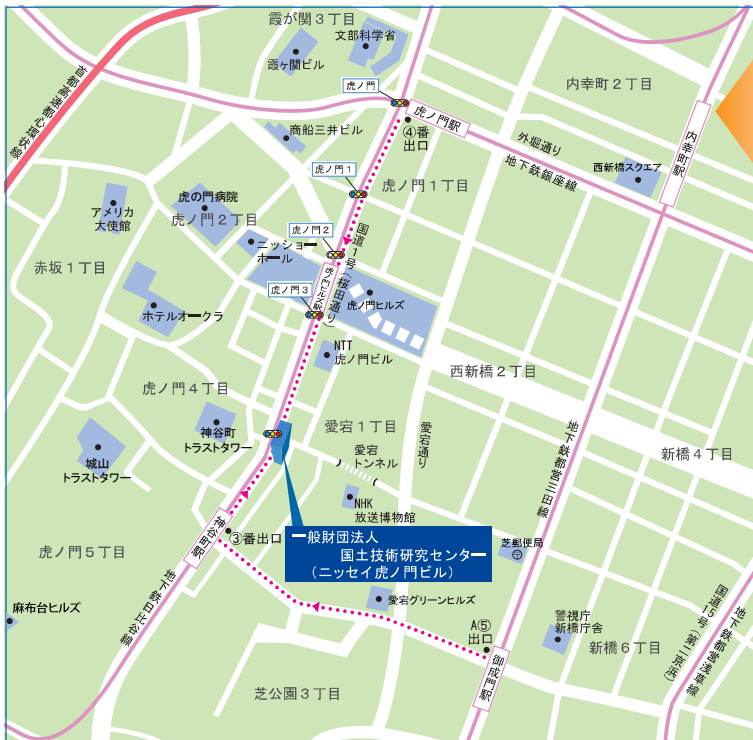 霞が関3丁目
文部科学省
霞ヶ関ビル
首都高速都心環状線
虎ノ門
虎ノ門駅
内幸町2丁目
④番
出口
商船三井ビル
外堀通り
地下鉄銀座線
内幸町駅
西新橋スクエア
虎ノ門1
虎ノ門1丁目
虎の門病院
アメリカ
大使館
虎ノ門2丁目
虎ノ門2
国道1号(桜田通り)
ニッショー
ホール
赤坂1丁目
虎ノ門ヒルズ駅
虎ノ門3
虎ノ門ヒルズ
ホテルオークラ
NTT
虎ノ門ビル
西新橋2丁目
虎ノ門4丁目
愛宕1丁目
愛宕通り
地下鉄都営三田線
神谷町
トラストタワー
愛宕
トンネル
新橋4丁目
城山
トラストタワー
NHK
放送博物館
神谷町駅
③番出口
一般財団法人
国土技術研究センター
(ニッセイ虎ノ門ビル)
芝郵便局
〒
虎ノ門5丁目
地下鉄日比谷線
麻布台ヒルズ
愛宕グリーンヒルズ
A⑤
出口
警視庁
新橋庁舎
新橋6丁目
御成門駅
芝公園3丁目
国道15号(第二京浜)
地下鉄都営浅草線